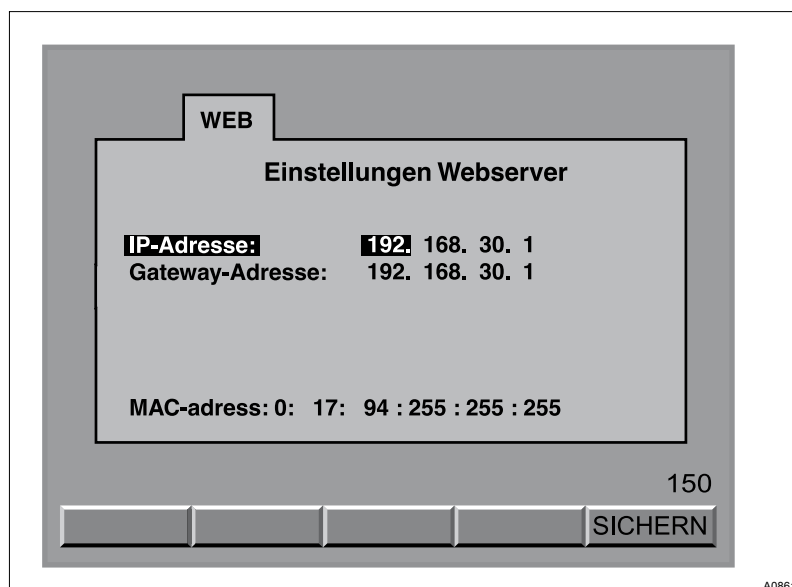 WEB
Einstellungen Webserver
IP-Adresse: 192. 168. 30. 1
Gateway-Adresse: 192. 168. 30. 1
MAC-adress: 0: 17: 94 : 255 : 255 : 255
150
SICHERN